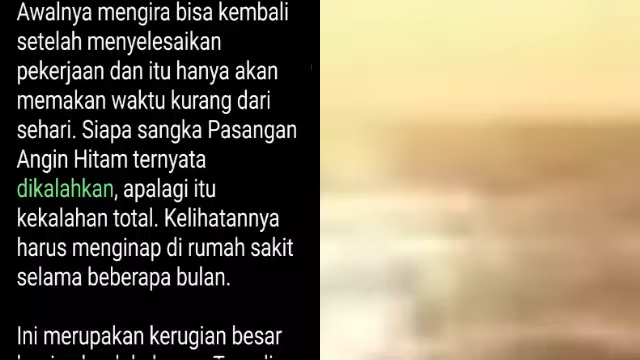 Awalnya mengira bisa kembali
setelah menyelesaikan
pekerjaan dan itu hanya akan
memakan waktu kurang dari
sehari. Siapa sangka Pasangan
Angin Hitam ternyata
dikalahkan, apalagi itu
kekalahan total. Kelihatannya
harus menginap di rumah sakit
selama beberapa bulan.
Ini merupakan kerugian besar